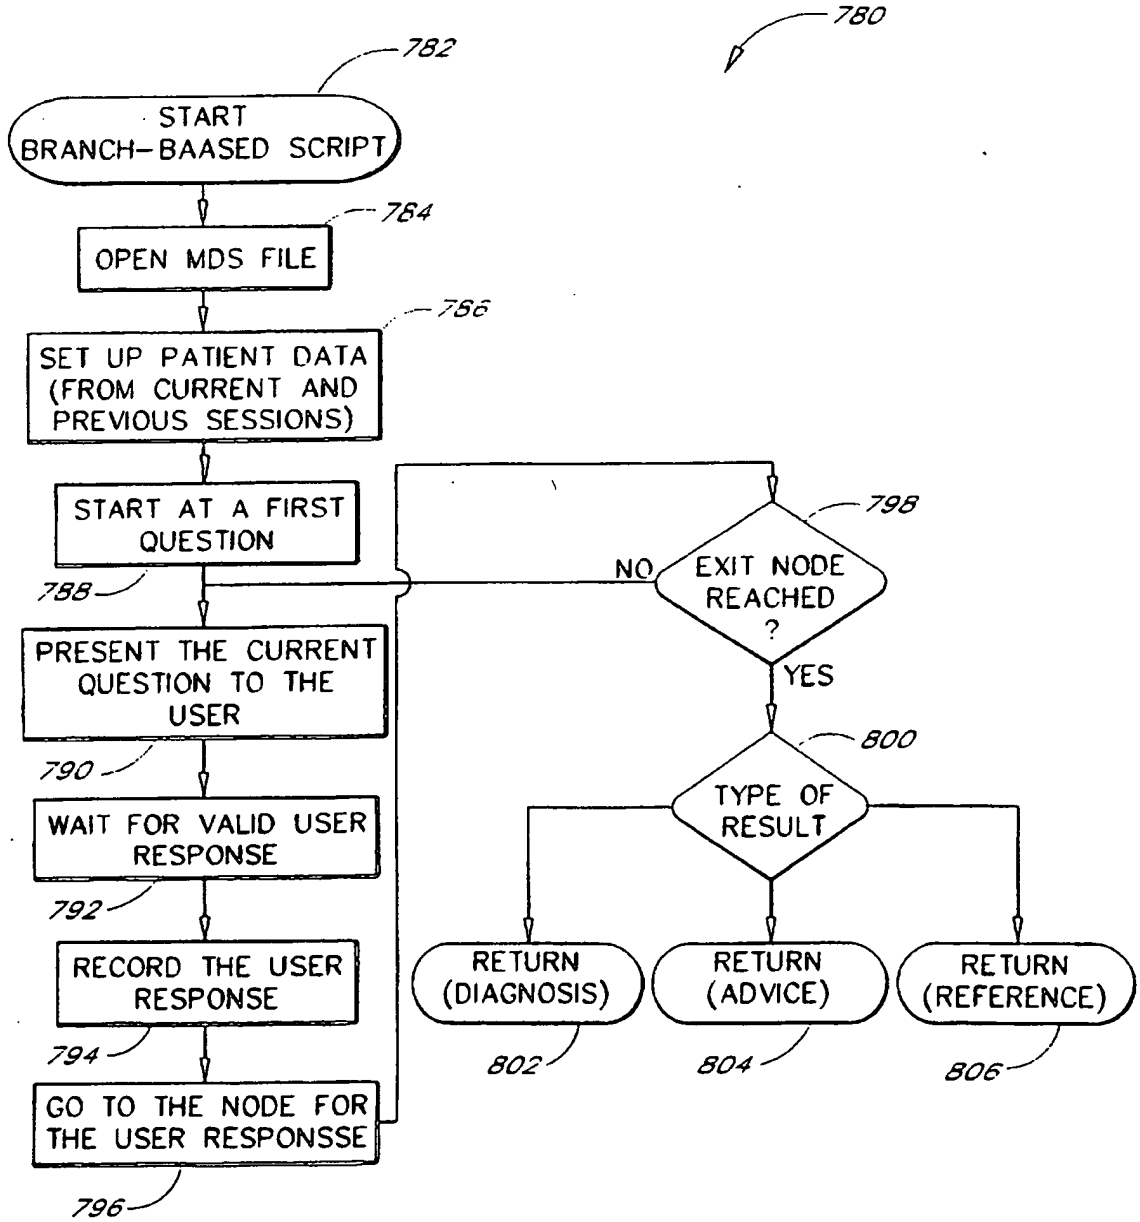 780
782
START
BRANCH-BAASED SCRIPT
784
OPEN MDS FILE
786
SET UP PATIENT DATA
(FROM CURRENT AND
PREVIOUS SESSIONS)
START AT A FIRST
QUESTION
788
PRESENT THE CURRENT
QUESTION TO THE
USER
790
WAIT FOR VALID USER
RESPONSE
792
RECORD THE USER
RESPONSE
794
GO TO THE NODE FOR
THE USER RESPONSSE
796
798
EXIT NODE
REACHED
?
NO
YES
800
TYPE OF
RESULT
RETURN
(DIAGNOSIS)
802
RETURN
(ADVICE)
804
RETURN
(REFERENCE)
806